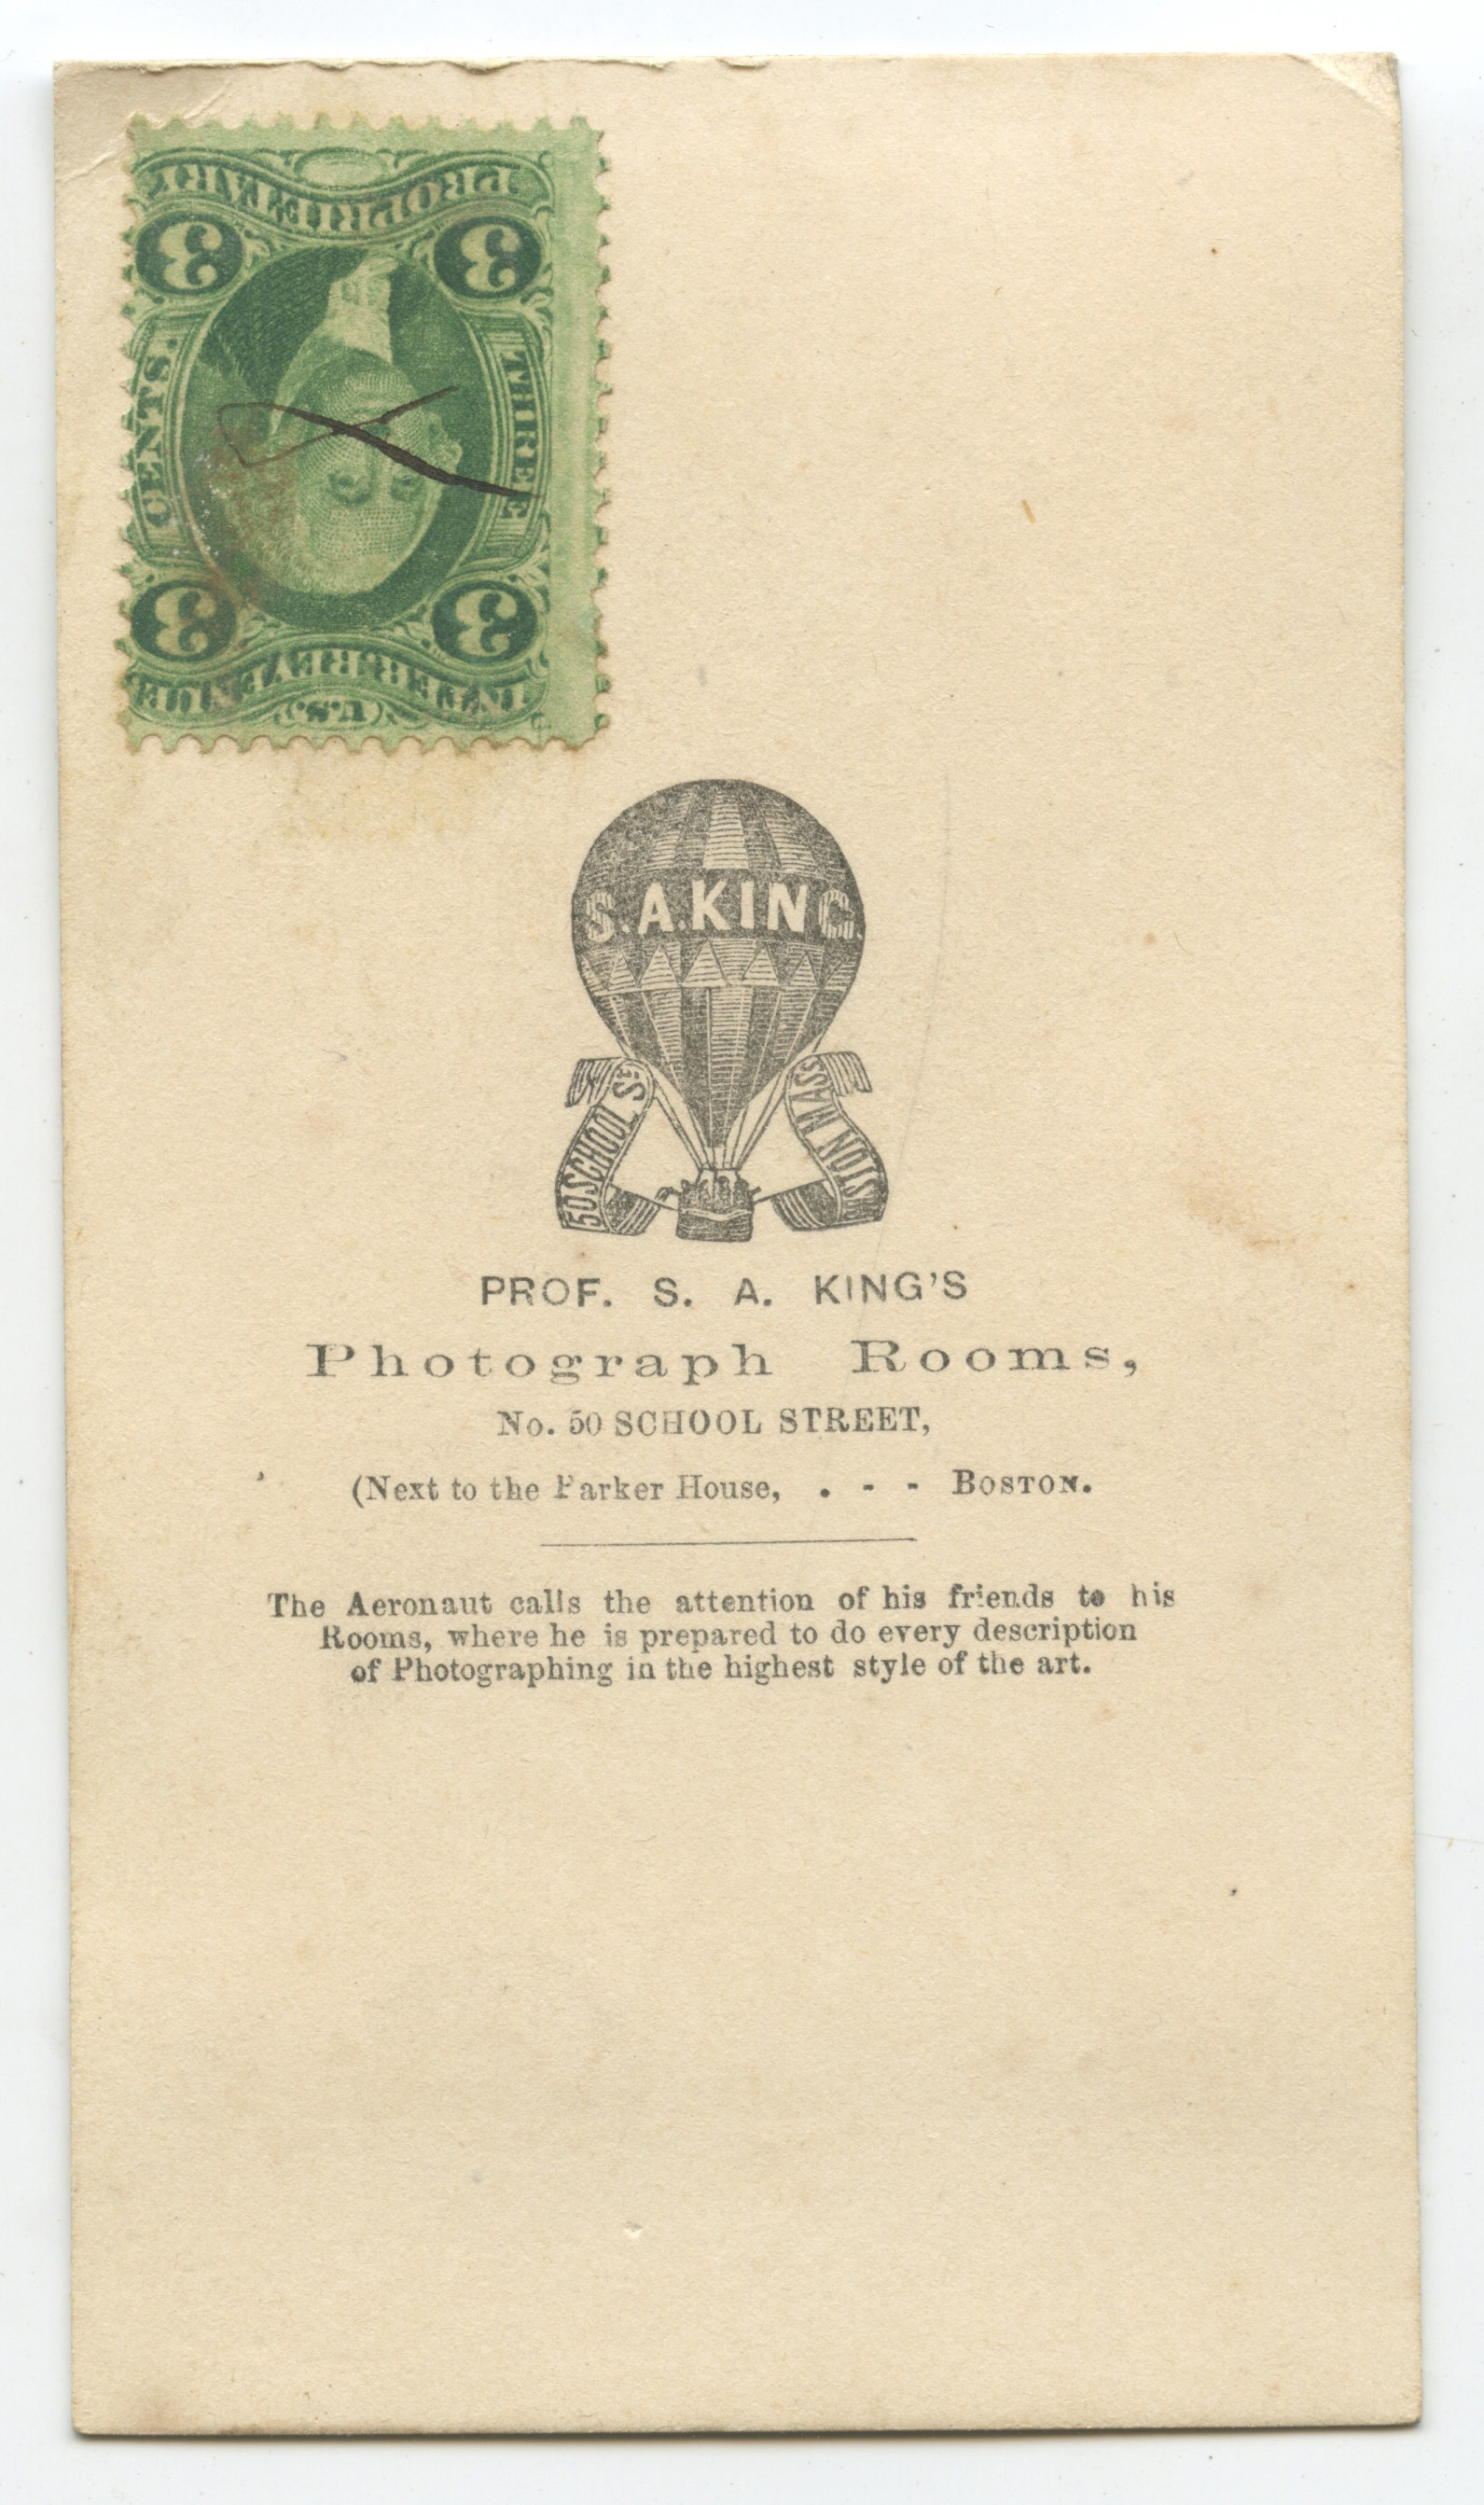 U.S. INTER. REVENUE
3 3
THREE CENTS.
3 3
PROPRIETARY
S.A.KING.
50 SCHOOL St
STON MASS
PROF. S. A. KING'S
Photograph Rooms,
No. 50 SCHOOL STREET,
(Next to the Parker House, . - - BOSTON.
The Aeronaut calls the attention of his friends to his
Rooms, where he is prepared to do every description
of Photographing in the highest style of the art.